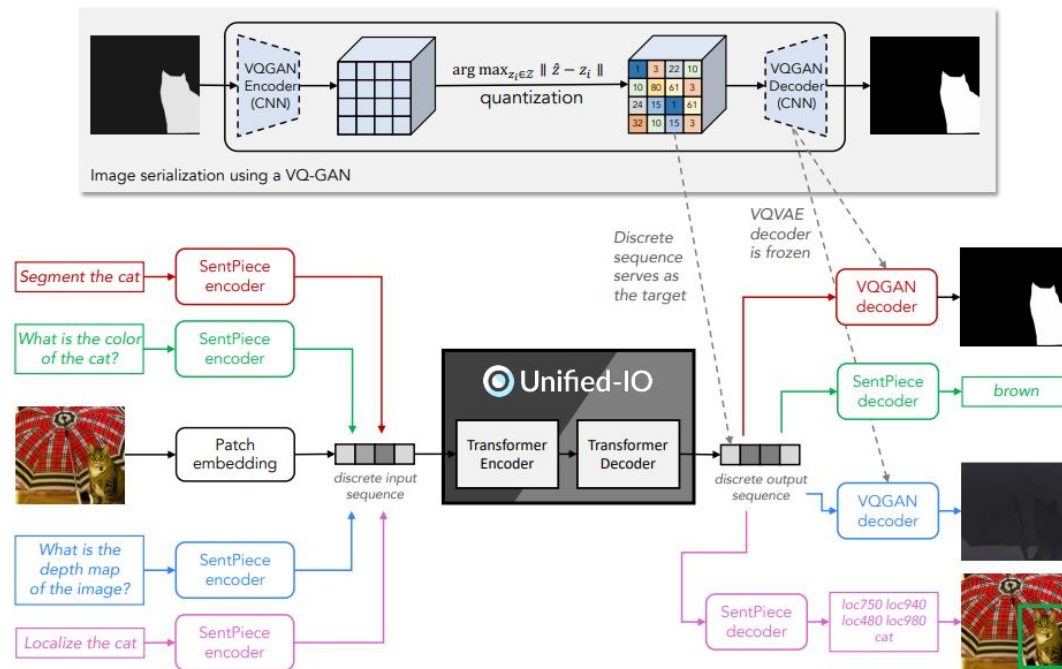 VQGAN
Encoder
(CNN)
arg max_{z_i∈Z} ‖ ẑ − z_i ‖
quantization
1 3 22 10
10 80 61 3
24 15 1 61
32 10 15 3
VQGAN
Decoder
(CNN)
Image serialization using a VQ-GAN
Discrete
sequence
serves as
the target
VQVAE
decoder
is frozen
Segment the cat
SentPiece
encoder
VQGAN
decoder
What is the color
of the cat?
SentPiece
encoder
Unified-IO
SentPiece
decoder
brown
Patch
embedding
discrete input
sequence
Transformer
Encoder
Transformer
Decoder
discrete output
sequence
VQGAN
decoder
What is the
depth map
of the image?
SentPiece
encoder
Localize the cat
SentPiece
encoder
SentPiece
decoder
loc750 loc940
loc480 loc980
cat